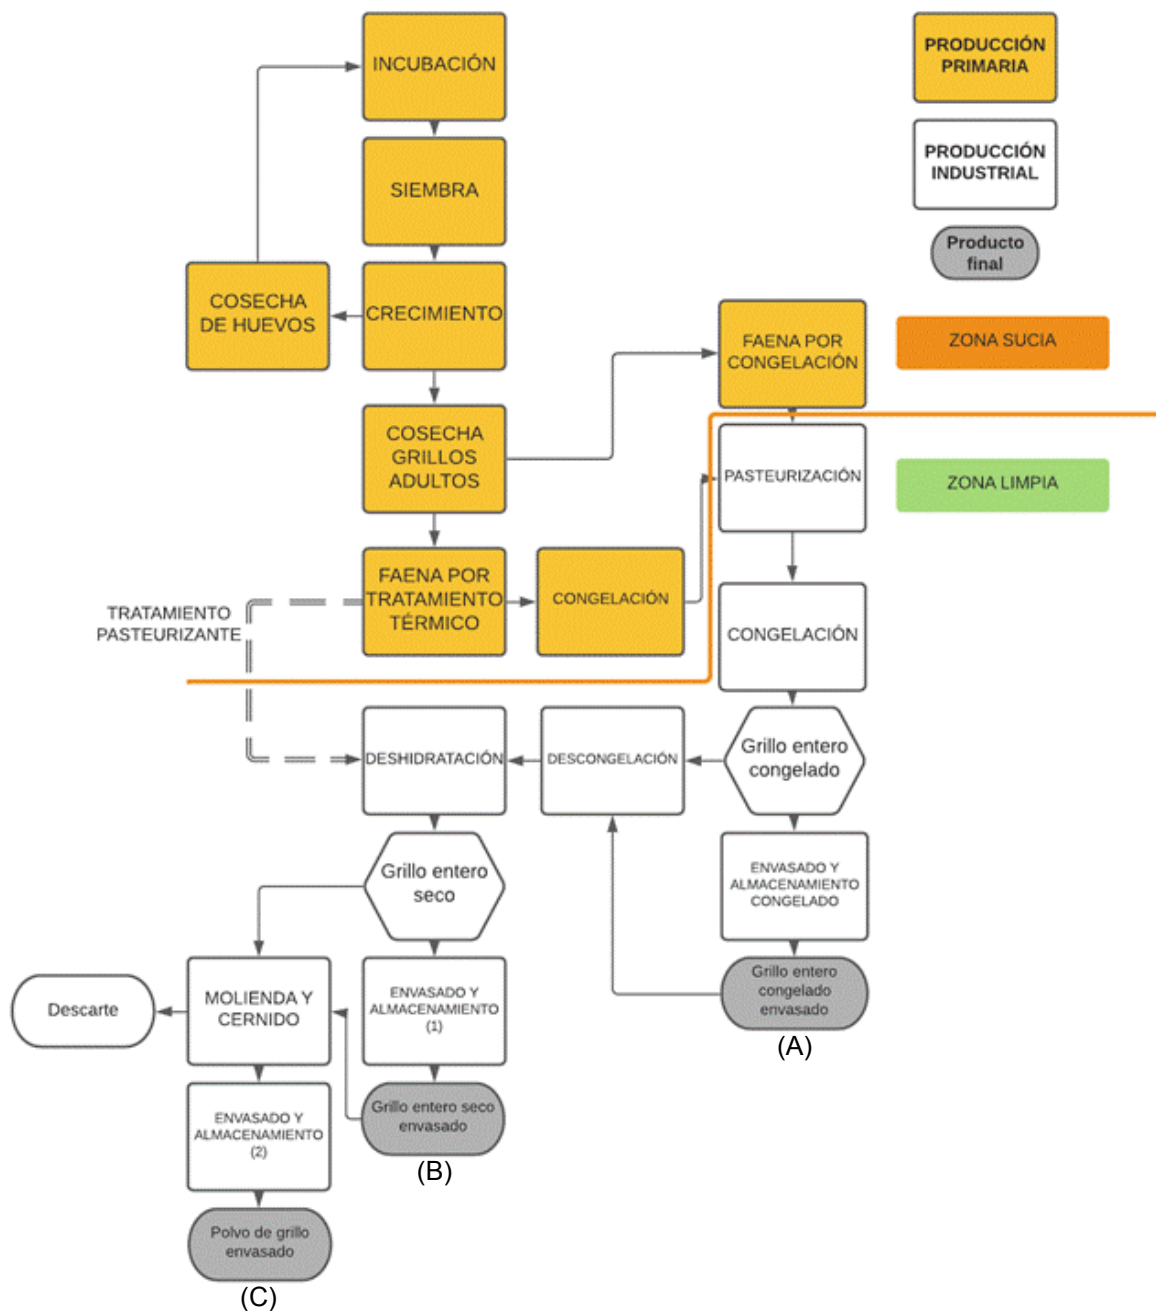 INCUBACIÓN
PRODUCCIÓN
PRIMARIA
PRODUCCIÓN
INDUSTRIAL
SIEMBRA
Producto
final
COSECHA
DE HUEVOS
CRECIMIENTO
FAENA POR
CONGELACIÓN
ZONA SUCIA
COSECHA
GRILLOS
ADULTOS
PASTEURIZACIÓN
ZONA LIMPIA
FAENA POR
TRATAMIENTO
TÉRMICO
CONGELACIÓN
TRATAMIENTO
PASTEURIZANTE
CONGELACIÓN
DESHIDRATACIÓN
DESCONGELACIÓN
Grillo entero
congelado
Grillo entero
seco
ENVASADO Y
ALMACENAMIENTO
CONGELADO
Descarte
MOLIENDA Y
CERNIDO
ENVASADO Y
ALMACENAMIENTO
(1)
Grillo entero
congelado
envasado
(A)
ENVASADO Y
ALMACENAMIENTO
(2)
Grillo entero seco
envasado
(B)
Polvo de grillo
envasado
(C)